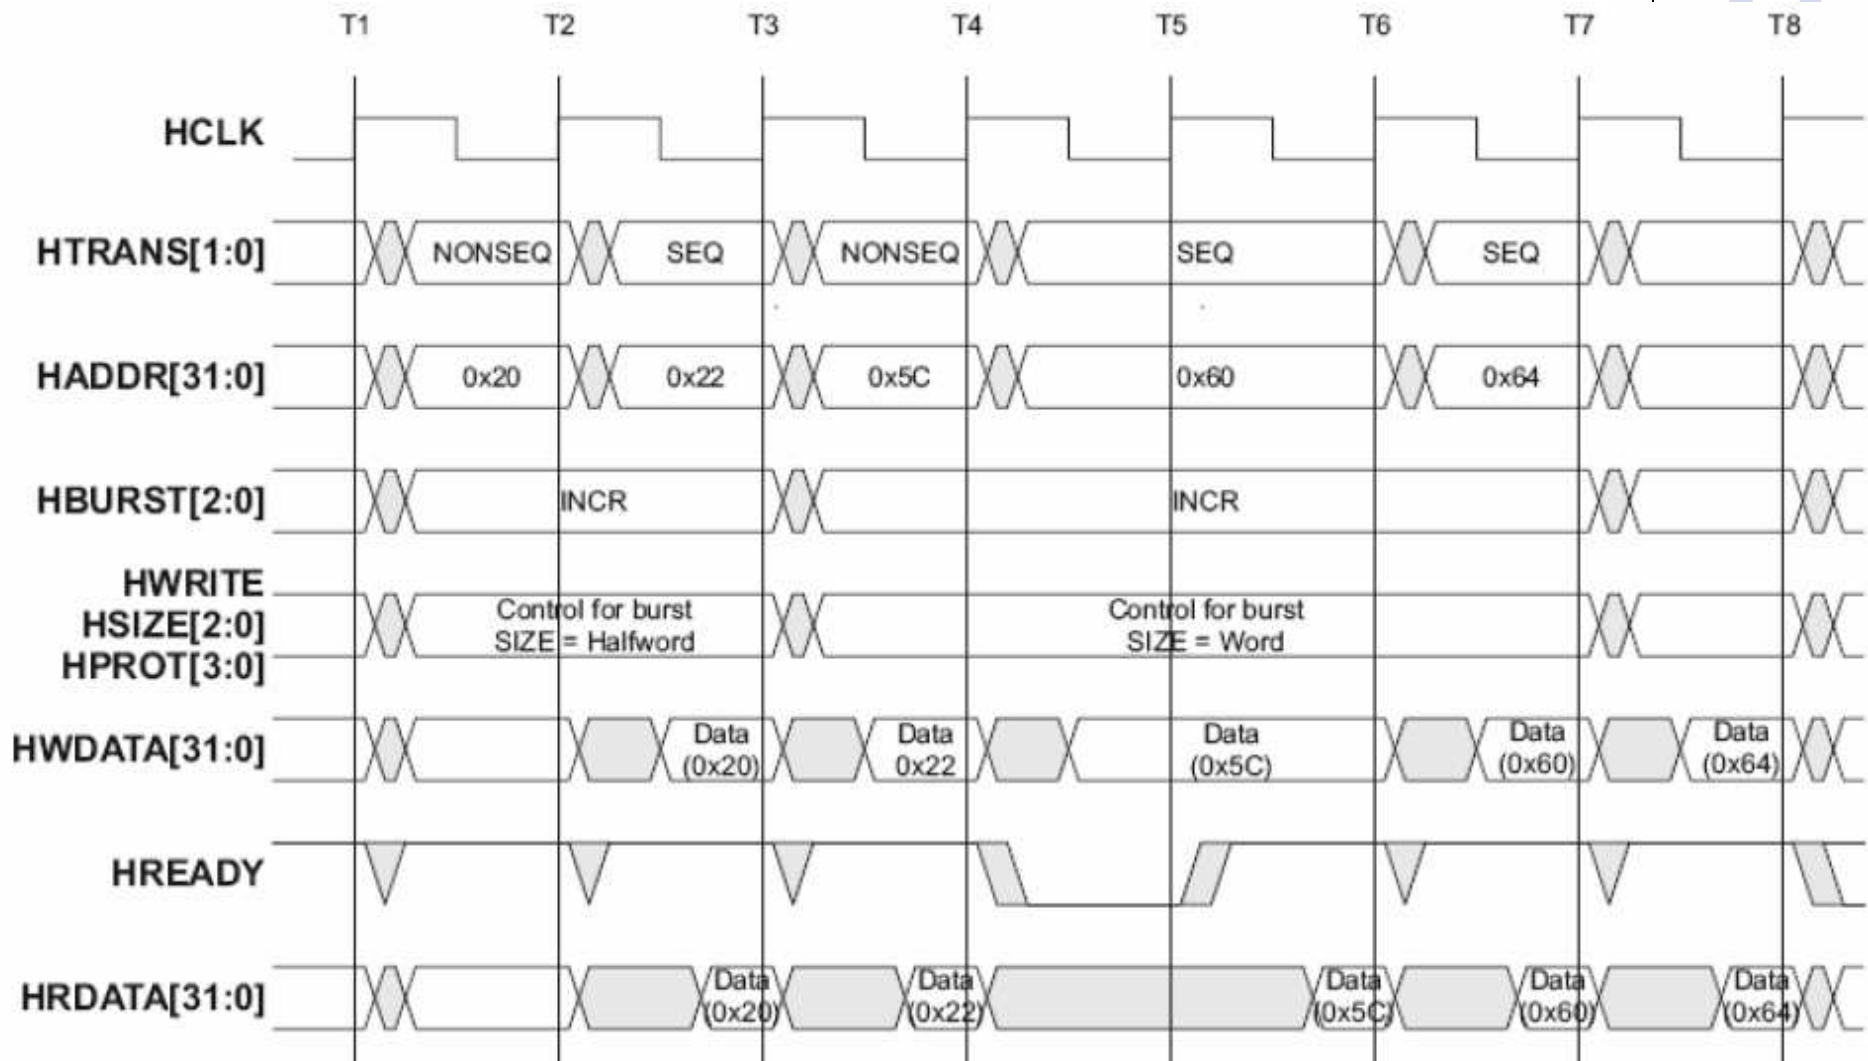 T1 T2 T3 T4 T5 T6 T7 T8
HCLK
HTRANS[1:0] NONSEQ SEQ NONSEQ SEQ SEQ
HADDR[31:0] 0x20 0x22 0x5C 0x60 0x64
HBURST[2:0] INCR INCR
HWRITE
HSIZE[2:0]
HPROT[3:0]
Control for burst
SIZE = Halfword
Control for burst
SIZE = Word
HWDATA[31:0]
Data
(0x20)
Data
0x22
Data
(0x5C)
Data
(0x60)
Data
(0x64)
HREADY
HRDATA[31:0]
Data
(0x20)
Data
(0x22)
Data
(0x5C)
Data
(0x60)
Data
(0x64)